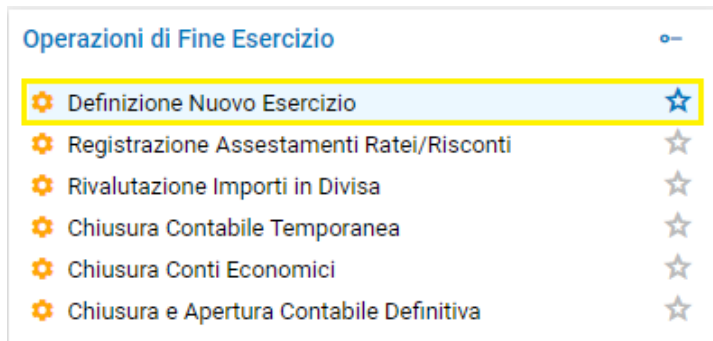 Operazioni di Fine Esercizio
Definizione Nuovo Esercizio
Registrazione Assestamenti Ratei/Risconti
Rivalutazione Importi in Divisa
Chiusura Contabile Temporanea
Chiusura Conti Economici
Chiusura e Apertura Contabile Definitiva